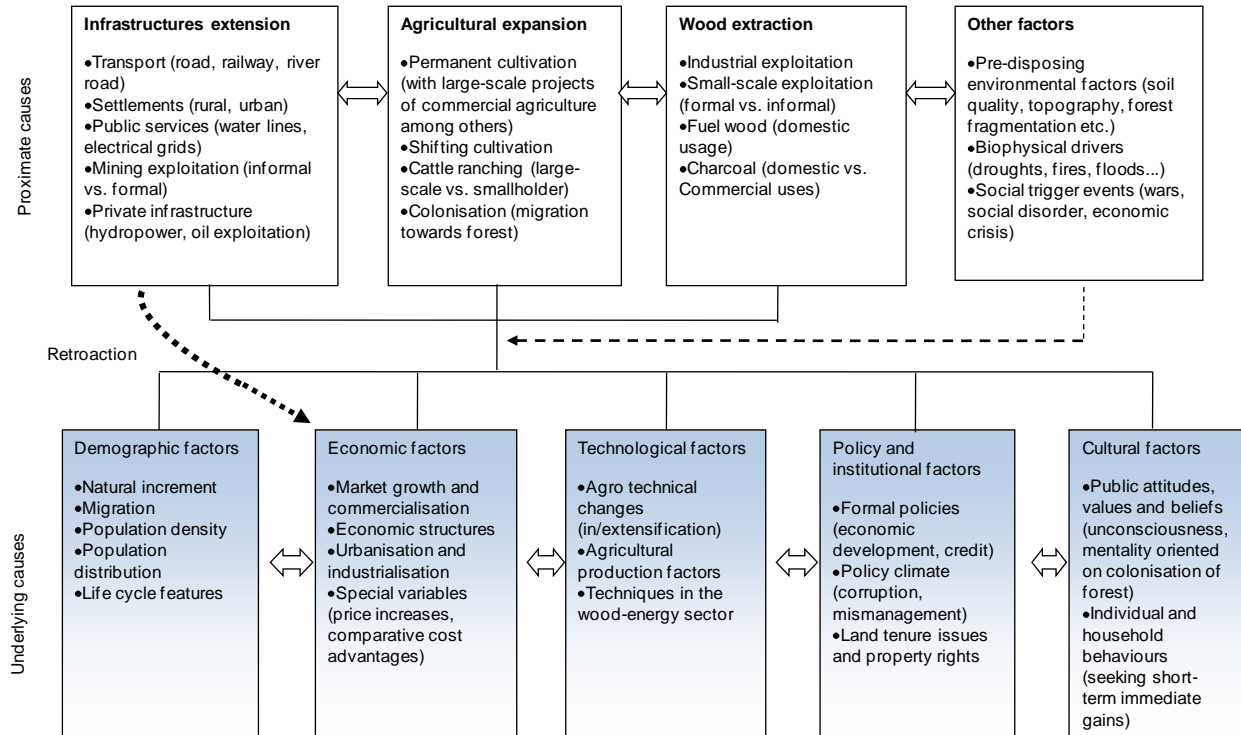 Proximate causes
Infrastructures extension
•Transport (road, railway, river
road)
•Settlements (rural, urban)
•Public services (water lines,
electrical grids)
•Mining exploitation (informal
vs. formal)
•Private infrastructure
(hydropower, oil exploitation)
Agricultural expansion
•Permanent cultivation
(with large-scale projects
of commercial agriculture
among others)
•Shifting cultivation
•Cattle ranching (large-
scale vs. smallholder)
•Colonisation (migration
towards forest)
Wood extraction
•Industrial exploitation
•Small-scale exploitation
(formal vs. informal)
•Fuel wood (domestic
usage)
•Charcoal (domestic vs.
Commercial uses)
Other factors
•Pre-disposing
environmental factors (soil
quality, topography, forest
fragmentation etc.)
•Biophysical drivers
(droughts, fires, floods...)
•Social trigger events (wars,
social disorder, economic
crisis)
Retroaction
Underlying causes
Demographic factors
•Natural increment
•Migration
•Population density
•Population
distribution
•Life cycle features
Economic factors
•Market growth and
commercialisation
•Economic structures
•Urbanisation and
industrialisation
•Special variables
(price increases,
comparative cost
advantages)
Technological factors
•Agro technical
changes
(in/extensification)
•Agricultural
production factors
•Techniques in the
wood-energy sector
Policy and
institutional factors
•Formal policies
(economic
development, credit)
•Policy climate
(corruption,
mismanagement)
•Land tenure issues
and property rights
Cultural factors
•Public attitudes,
values and beliefs
(unconsciousness,
mentality oriented
on colonisation of
forest)
•Individual and
household
behaviours
(seeking short-
term immediate
gains)